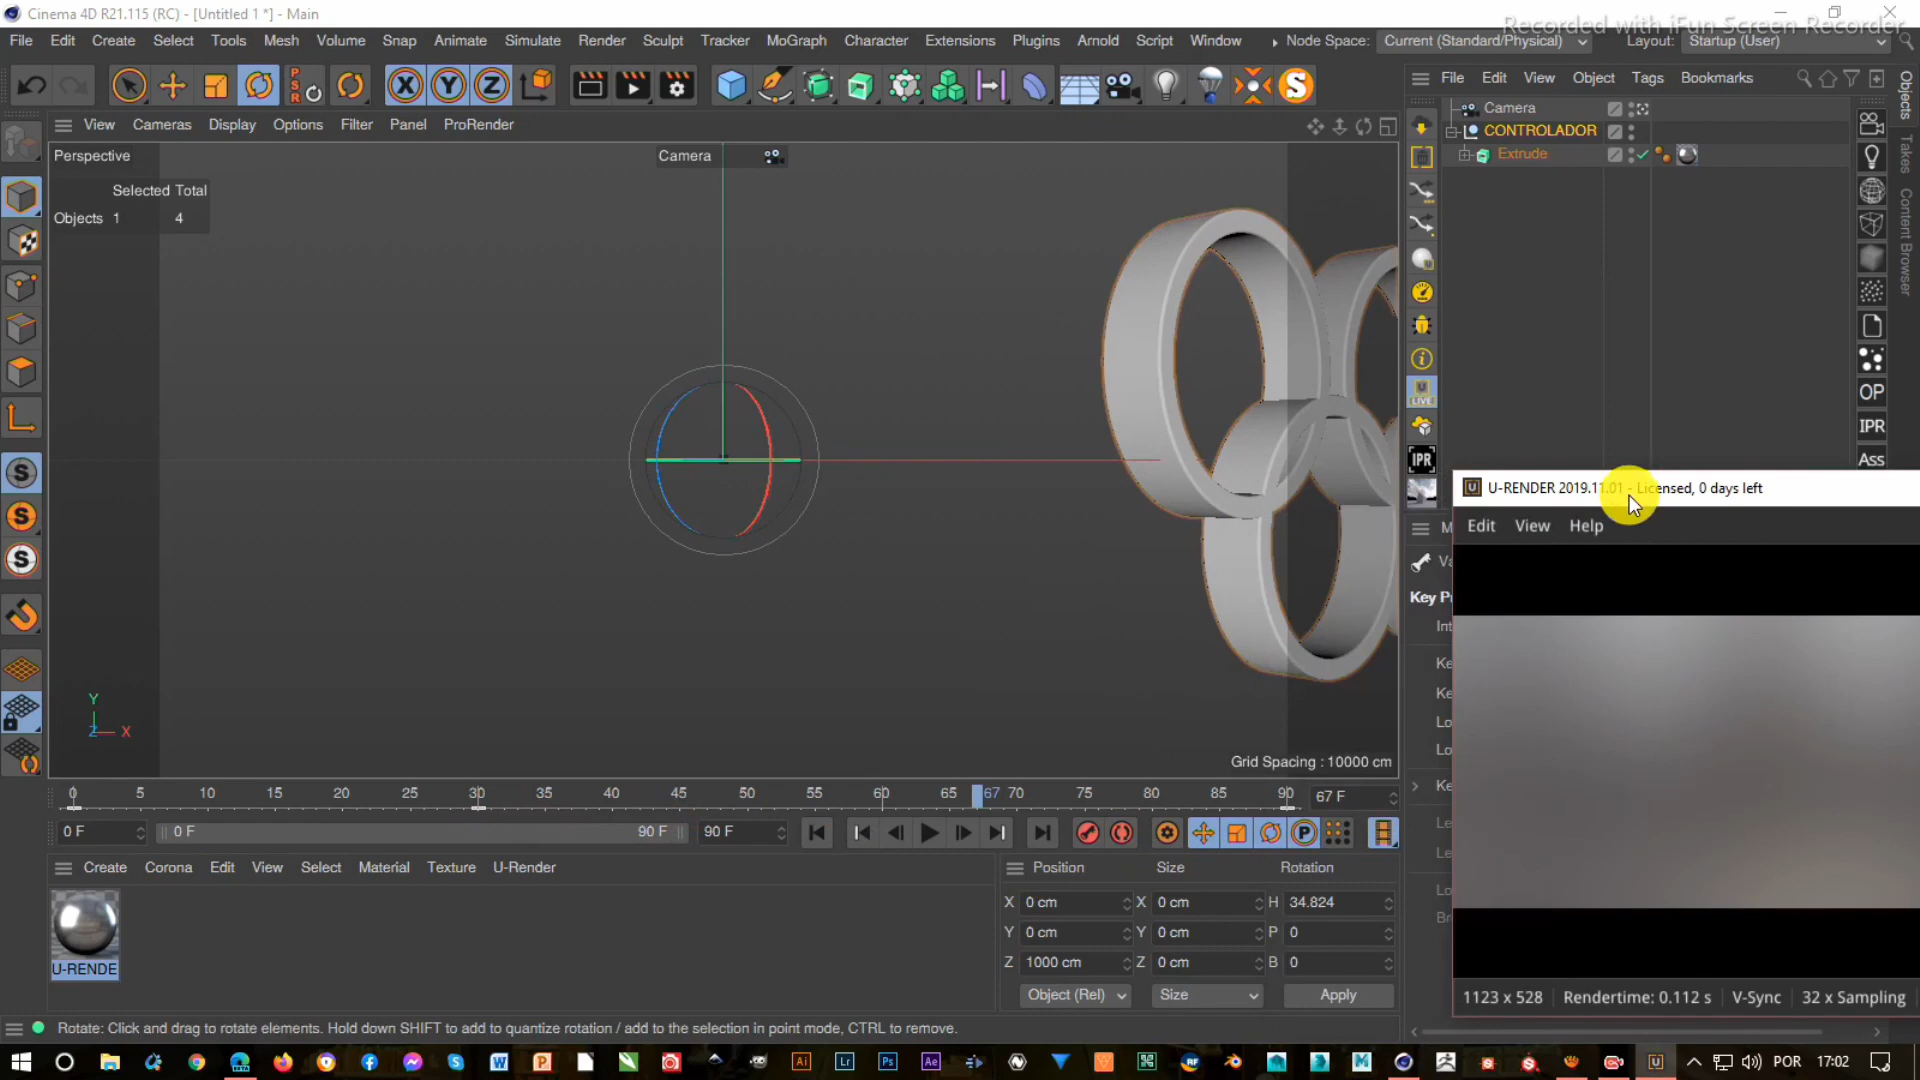 Cinema 4D R21.115 (RC) - [Untitled 1 *] - Main
Recorded with iFun Screen Recorder
File Edit Create Select Tools Mesh Volume Snap Animate Simulate Render Sculpt Tracker MoGraph Character Extensions Plugins Arnold Script Window Node Space: Current (Standard/Physical) Layout: Startup (User)
File Edit View Object Tags Bookmarks
Objects
Takes
Content Browser
View Cameras Display Options Filter Panel ProRender
Camera
CONTROLADOR
Extrude
Perspective
Camera
Selected Total
Objects 1 4
LIVE
OP
IPR
IPR
Ass
U-RENDER 2019.11.01 - Licensed, 0 days left
Edit View Help
Key P
Y
Z X
Grid Spacing : 10000 cm
0 5 10 15 20 25 30 35 40 45 50 55 60 65 67 70 75 80 85 90 67 F
0 F 0 F 90 F 90 F
Create Corona Edit View Select Material Texture U-Render
Position Size Rotation
X 0 cm X 0 cm H 34.824
Y 0 cm Y 0 cm P 0
Z 1000 cm Z 0 cm B 0
Object (Rel) Size Apply
U-RENDE
1123 x 528 Rendertime: 0.112 s V-Sync 32 x Sampling
Rotate: Click and drag to rotate elements. Hold down SHIFT to add to quantize rotation / add to the selection in point mode, CTRL to remove.
POR 17:02